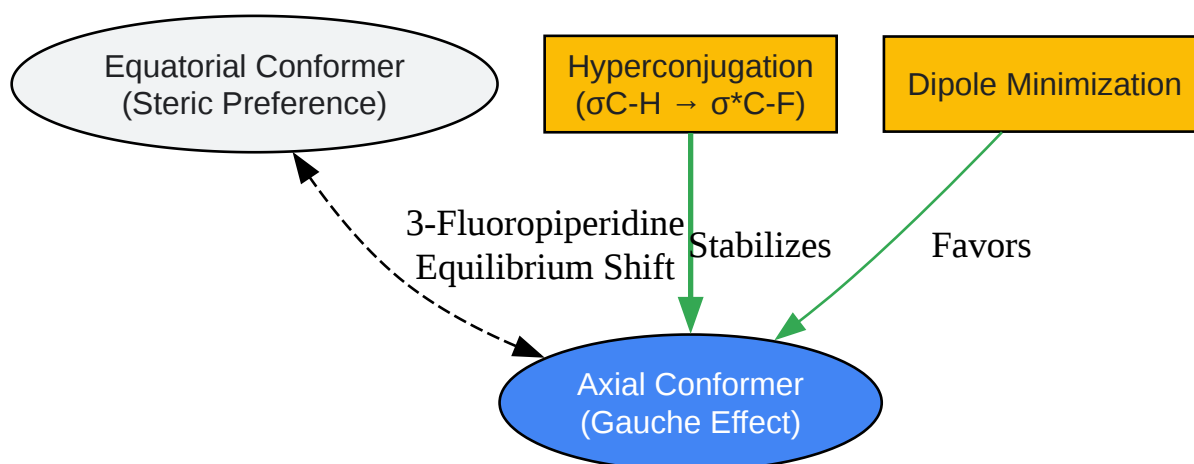 Equatorial Conformer
(Steric Preference)
Hyperconjugation
(σC-H → σ*C-F)
Dipole Minimization
3-Fluoropiperidine
Equilibrium Shift
Stabilizes
Favors
Axial Conformer
(Gauche Effect)